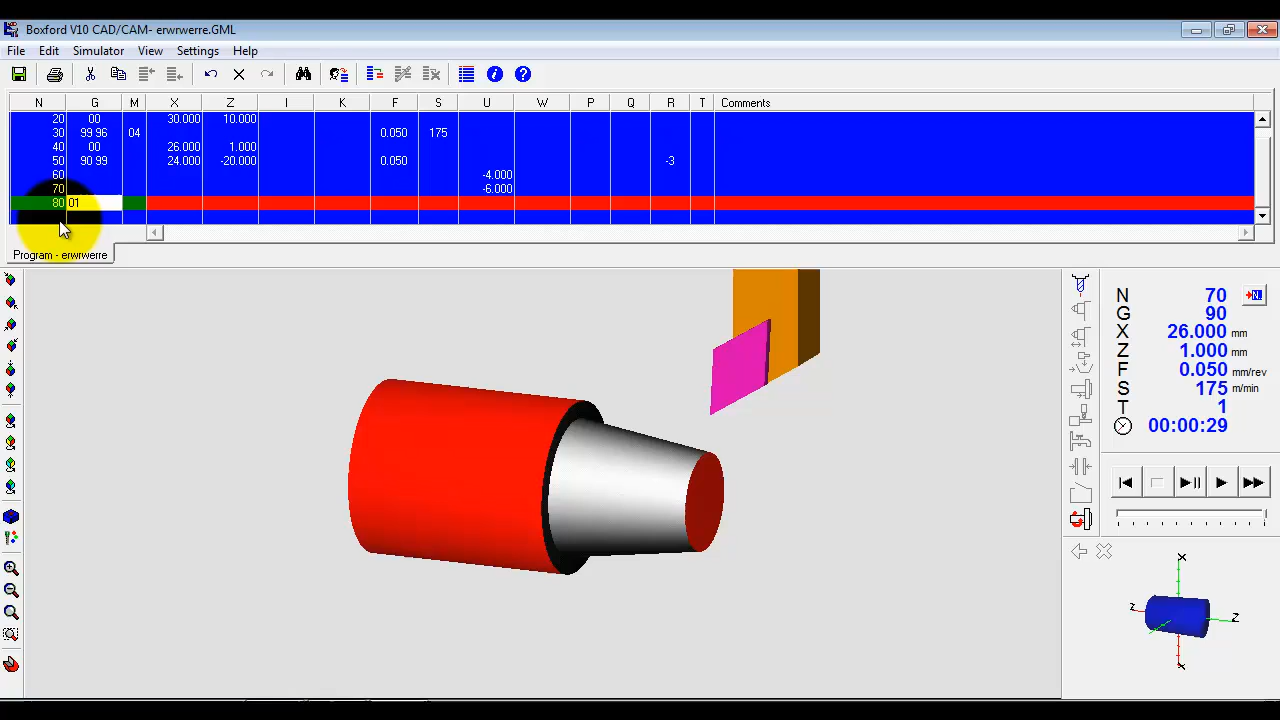 Boxford V10 CAD/CAM- erwrwerre.GML
File Edit Simulator View Settings Help
N G M X Z I K F S U W P Q R T Comments
20 00 30.000 10.000
30 99 96 04 0.050 175
40 00 26.000 1.000
50 90 99 24.000 -20.000 0.050 -3
60 -4.000
70 -6.000
80 01
Program - erwrwerre
N 70
G 90
X 26.000 mm
Z 1.000 mm
F 0.050 mm/rev
S 175 m/min
T 1
00:00:29
X
Z Z
X